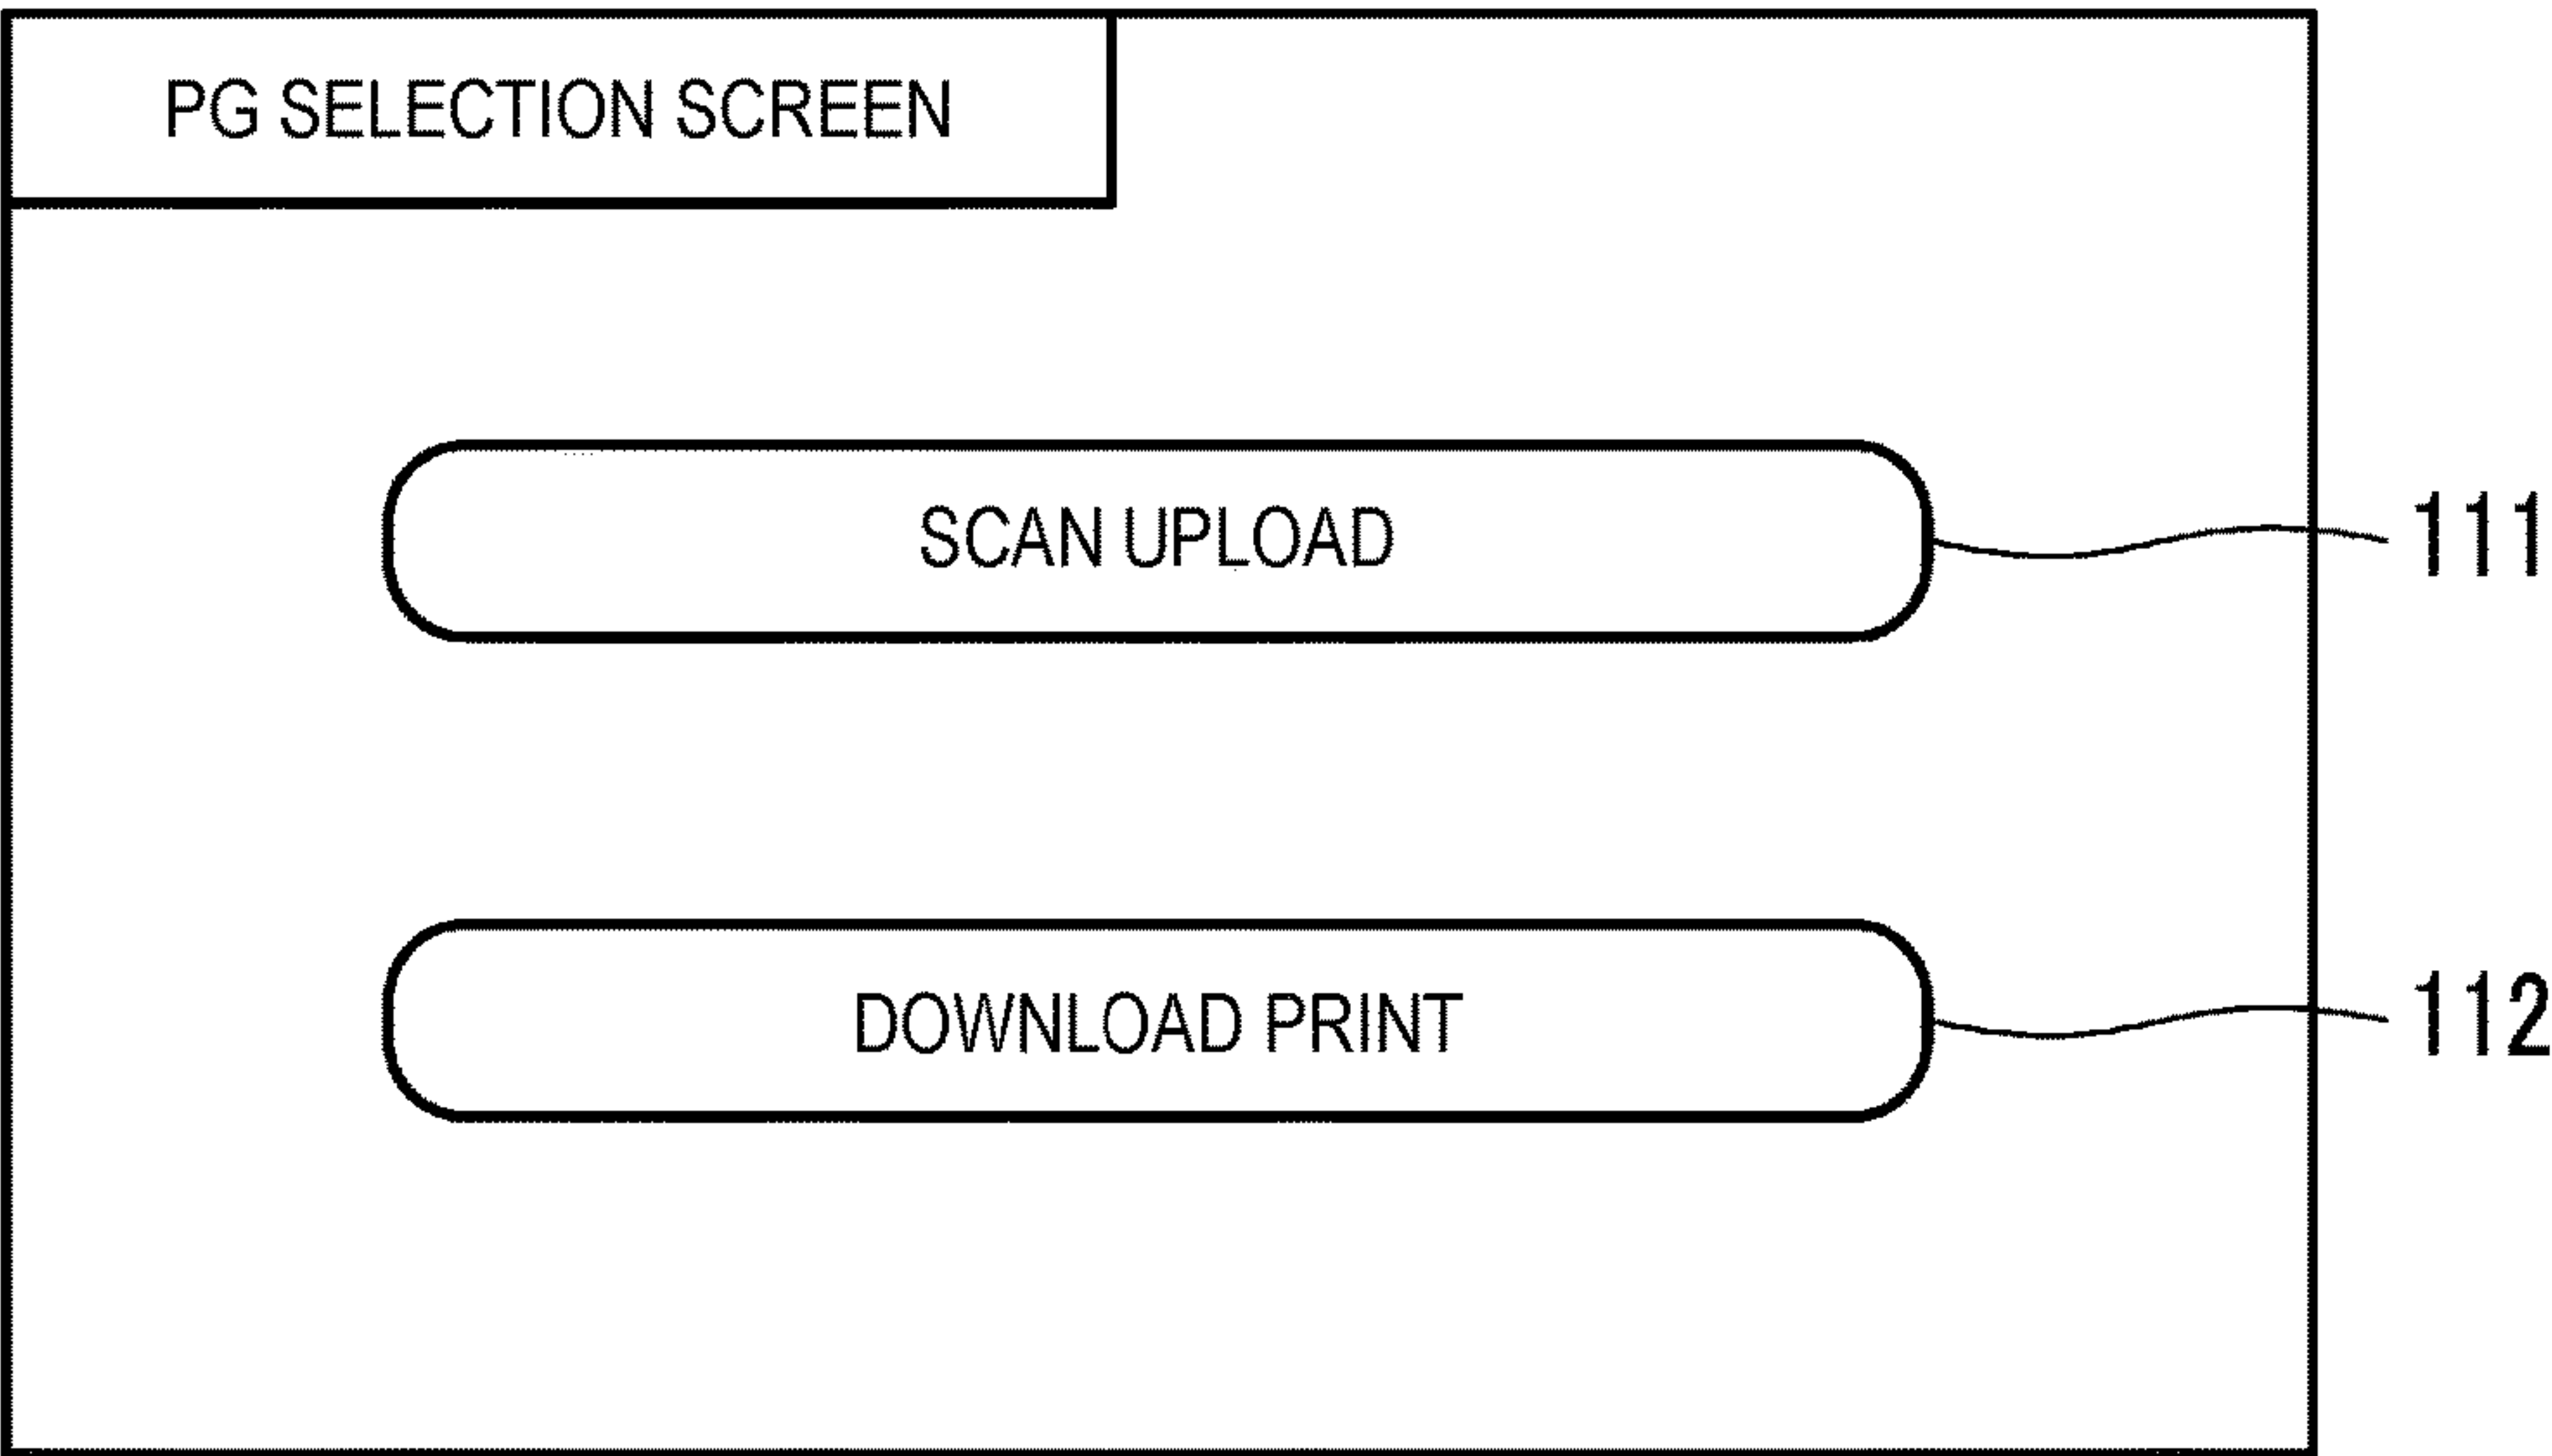 PG SELECTION SCREEN
SCAN UPLOAD
111
DOWNLOAD PRINT
112